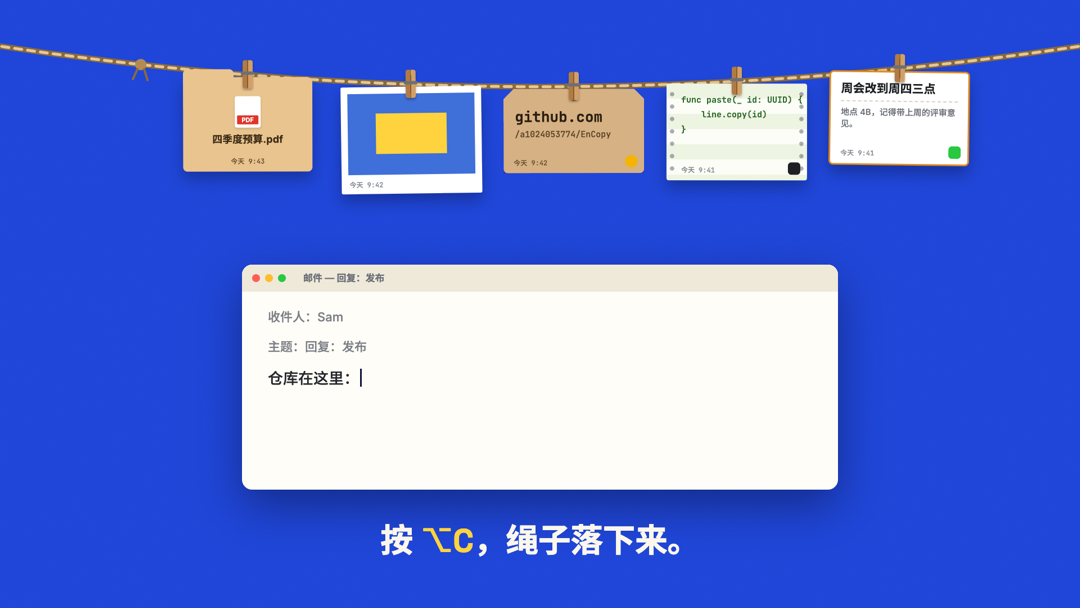 PDF
四季度预算.pdf
今天 9:43
今天 9:42
github.com
/a1024053774/EnCopy
今天 9:42
func paste(_ id: UUID) {
line.copy(id)
}
今天 9:41
周会改到周四三点
地点 4B，记得带上周的评审意
见。
今天 9:41
邮件 — 回复：发布
收件人：Sam
主题：回复：发布
仓库在这里：
按 ⌥C，绳子落下来。